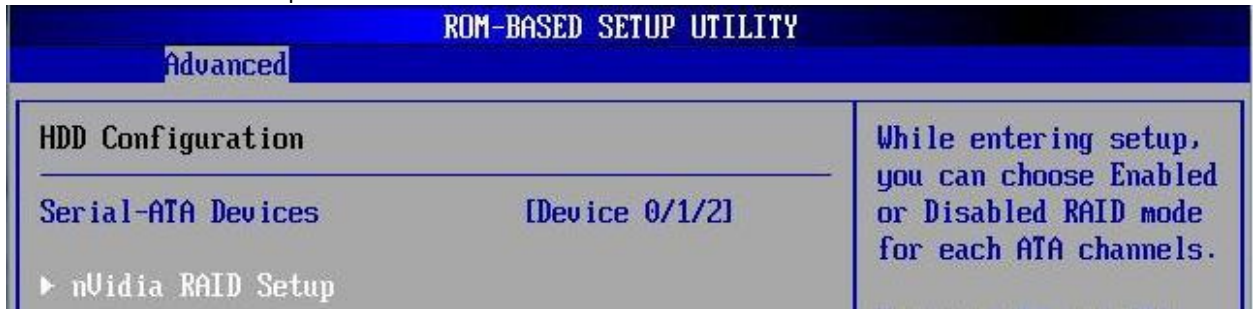 ROM-BASED SETUP UTILITY
Advanced
HDD Configuration
Serial-ATA Devices [Device 0/1/2]
▶ nVidia RAID Setup
While entering setup,
you can choose Enabled
or Disabled RAID mode
for each ATA channels.